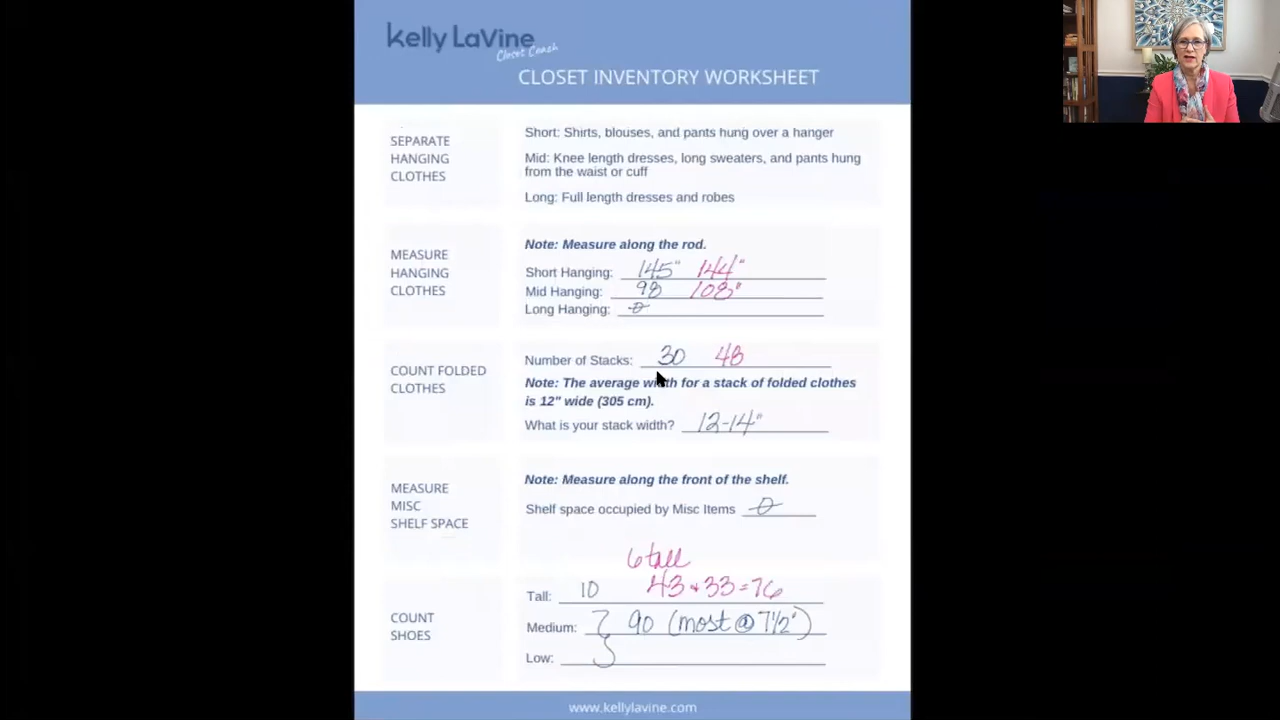 Kelly LaVine
Closet Coach
CLOSET INVENTORY WORKSHEET
SEPARATE
HANGING
CLOTHES
Short: Shirts, blouses, and pants hung over a hanger
Mid: Knee length dresses, long sweaters, and pants hung
from the waist or cuff
Long: Full length dresses and robes
MEASURE
HANGING
CLOTHES
Note: Measure along the rod.
Short Hanging: 145" 144"
Mid Hanging: 98 108"
Long Hanging: 0
COUNT FOLDED
CLOTHES
Number of Stacks: 30 48
Note: The average width for a stack of folded clothes
is 12" wide (305 cm).
What is your stack width? 12-14"
MEASURE
MISC
SHELF SPACE
Note: Measure along the front of the shelf.
Shelf space occupied by Misc Items 0
COUNT
SHOES
6 tall
Tall: 10 43+33=76
Medium: 90 (most @ 7 1/2")
Low:
www.kellylavine.com